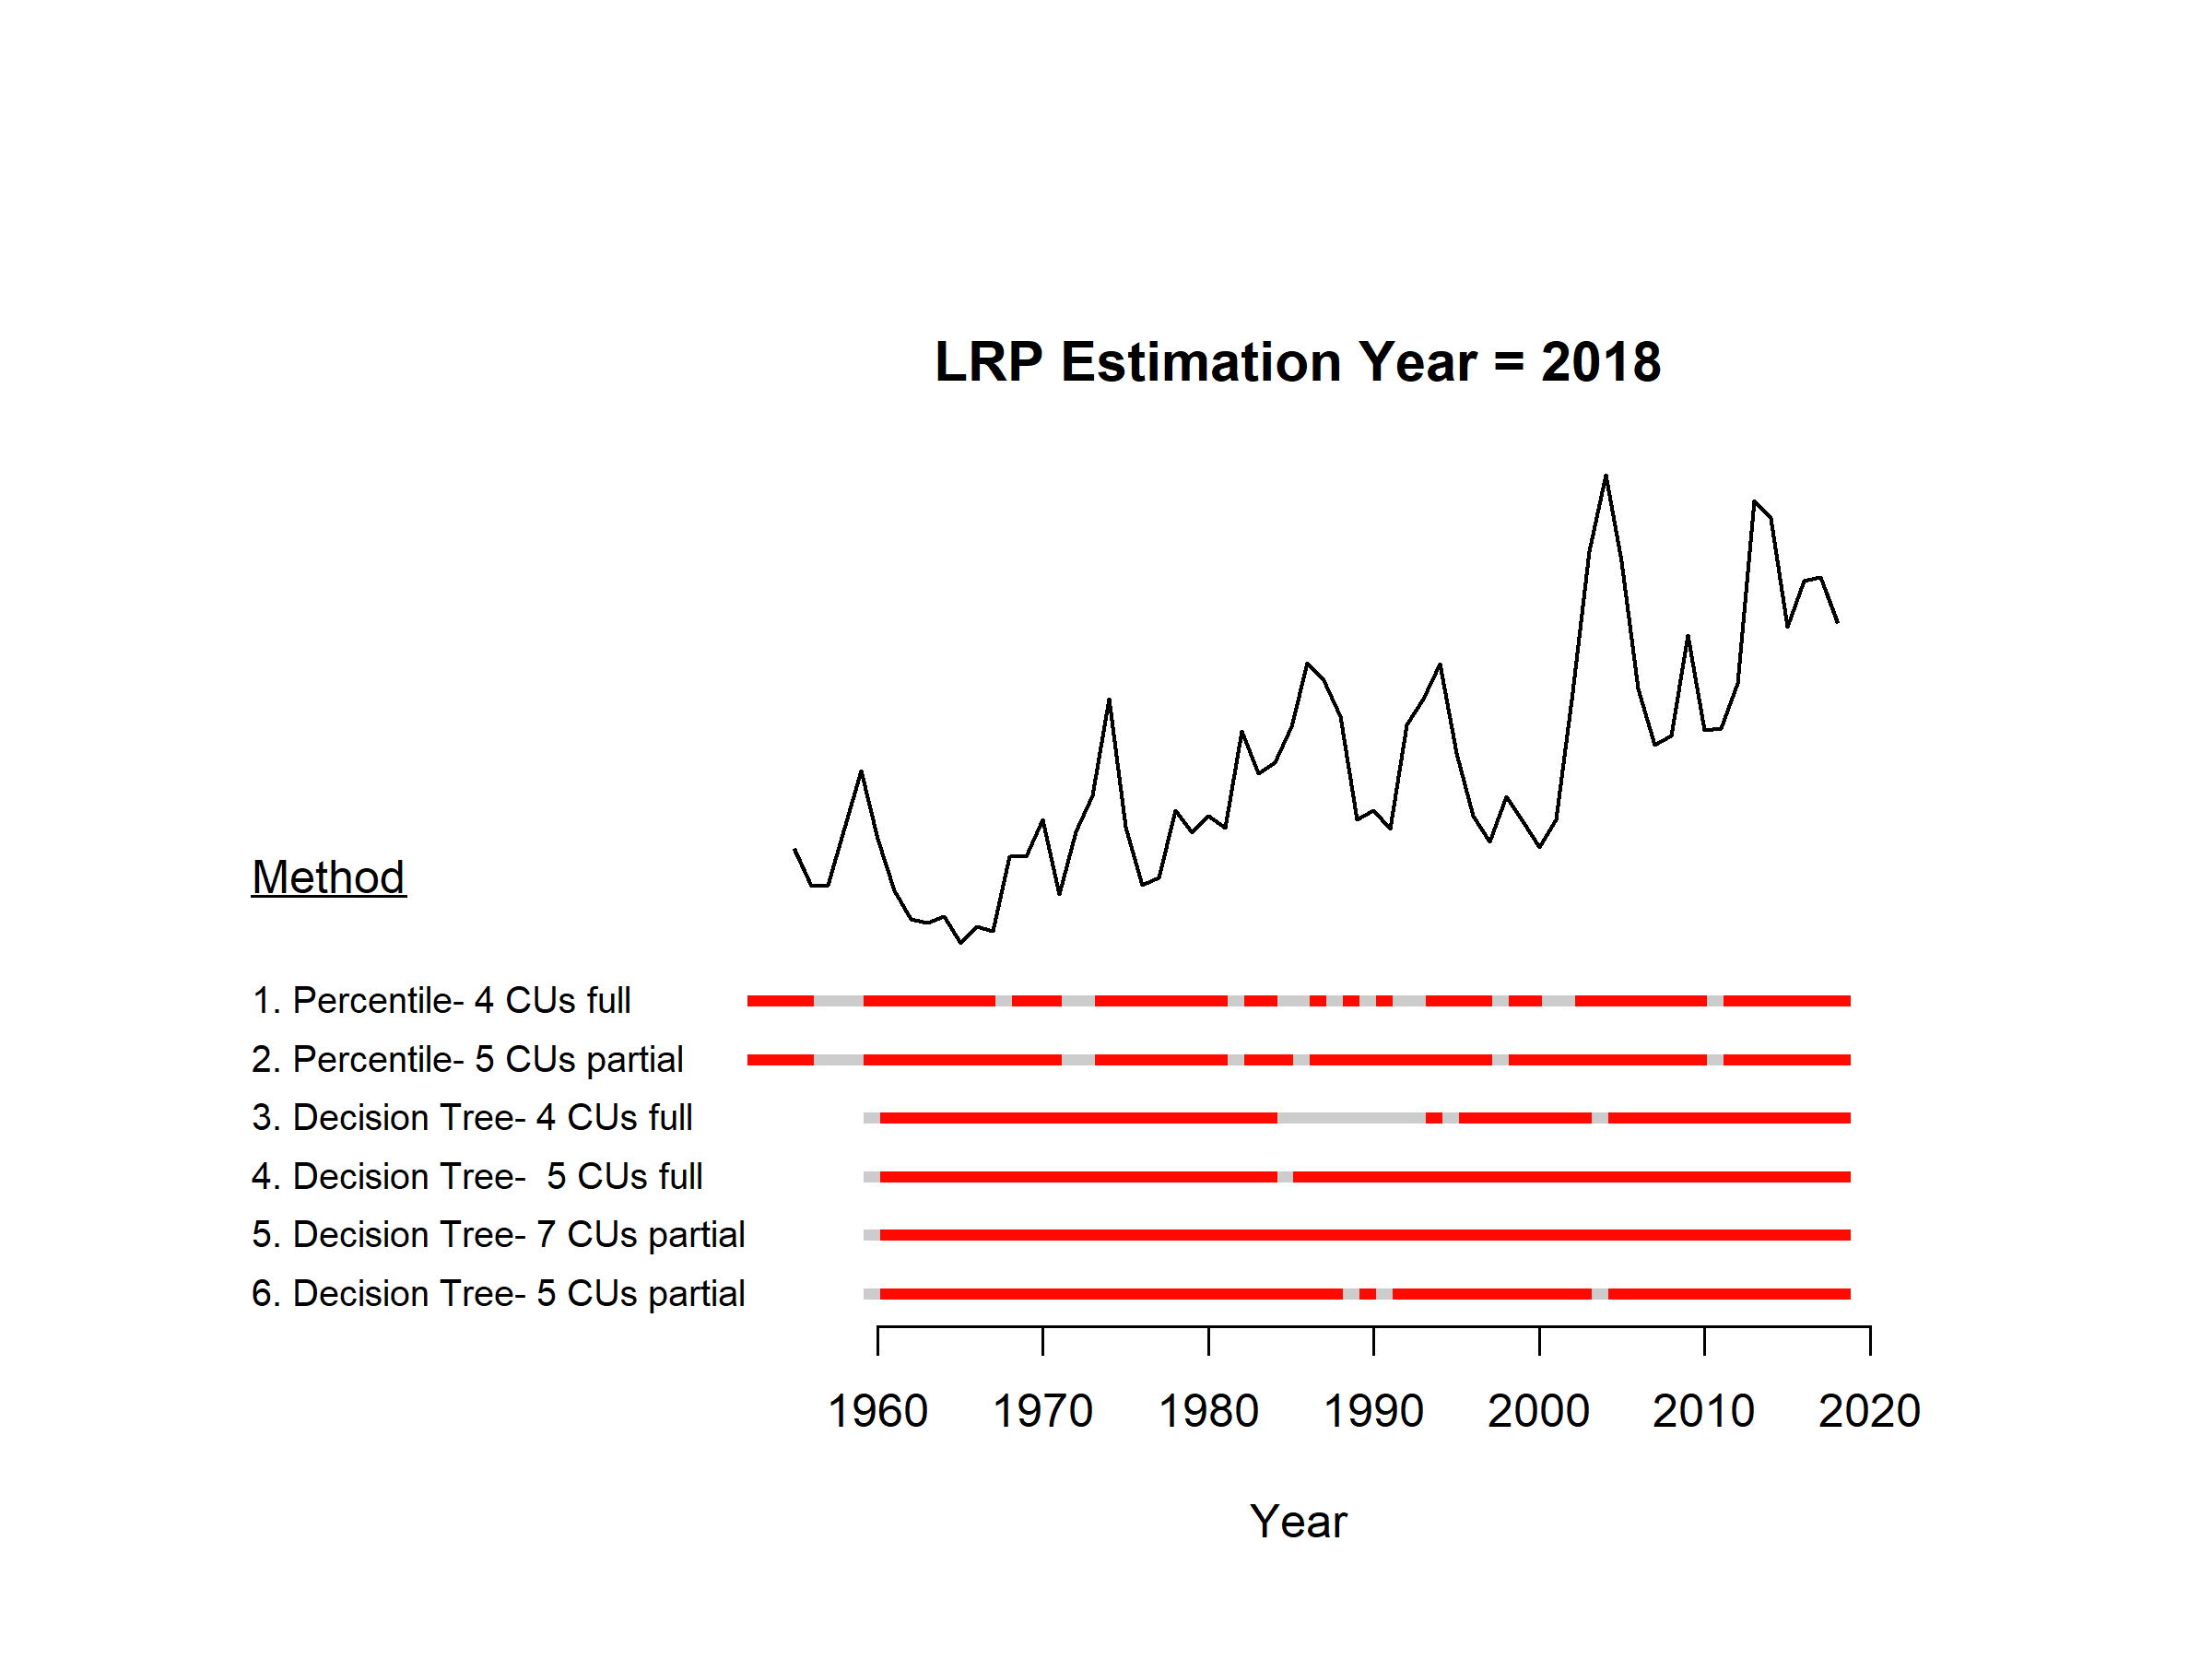 LRP Estimation Year = 2018
Method
1. Percentile- 4 CUs full
2. Percentile- 5 CUs partial
3. Decision Tree- 4 CUs full
4. Decision Tree-  5 CUs full
5. Decision Tree- 7 CUs partial
6. Decision Tree- 5 CUs partial
1960 1970 1980 1990 2000 2010 2020
Year